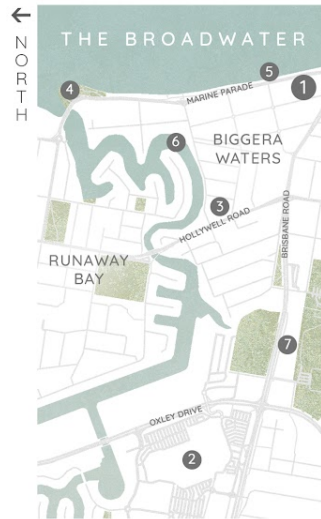 NORTH
THE BROADWATER
4
5
1
MARINE PARADE
6
BIGGERA
WATERS
3
HOLLYWELL ROAD
BRISBANE ROAD
RUNAWAY
BAY
7
OXLEY DRIVE
2